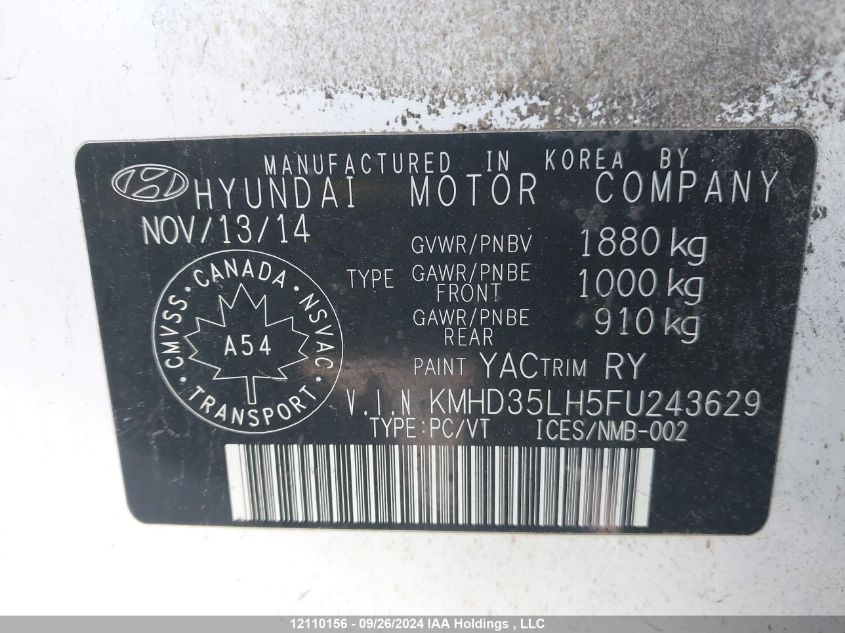 MANUFACTURED IN KOREA BY
HYUNDAI MOTOR COMPANY
NOV/13/14
GVWR/PNBV 1880 kg
TYPE GAWR/PNBE FRONT 1000 kg
GAWR/PNBE REAR 910 kg
CMVSS · CANADA · NSVAC · TRANSPORT ·
A54
PAINT YAC TRIM RY
V.I.N KMHD35LH5FU243629
TYPE:PC/VT ICES/NMB-002
12110156 - 09/26/2024 IAA Holdings , LLC